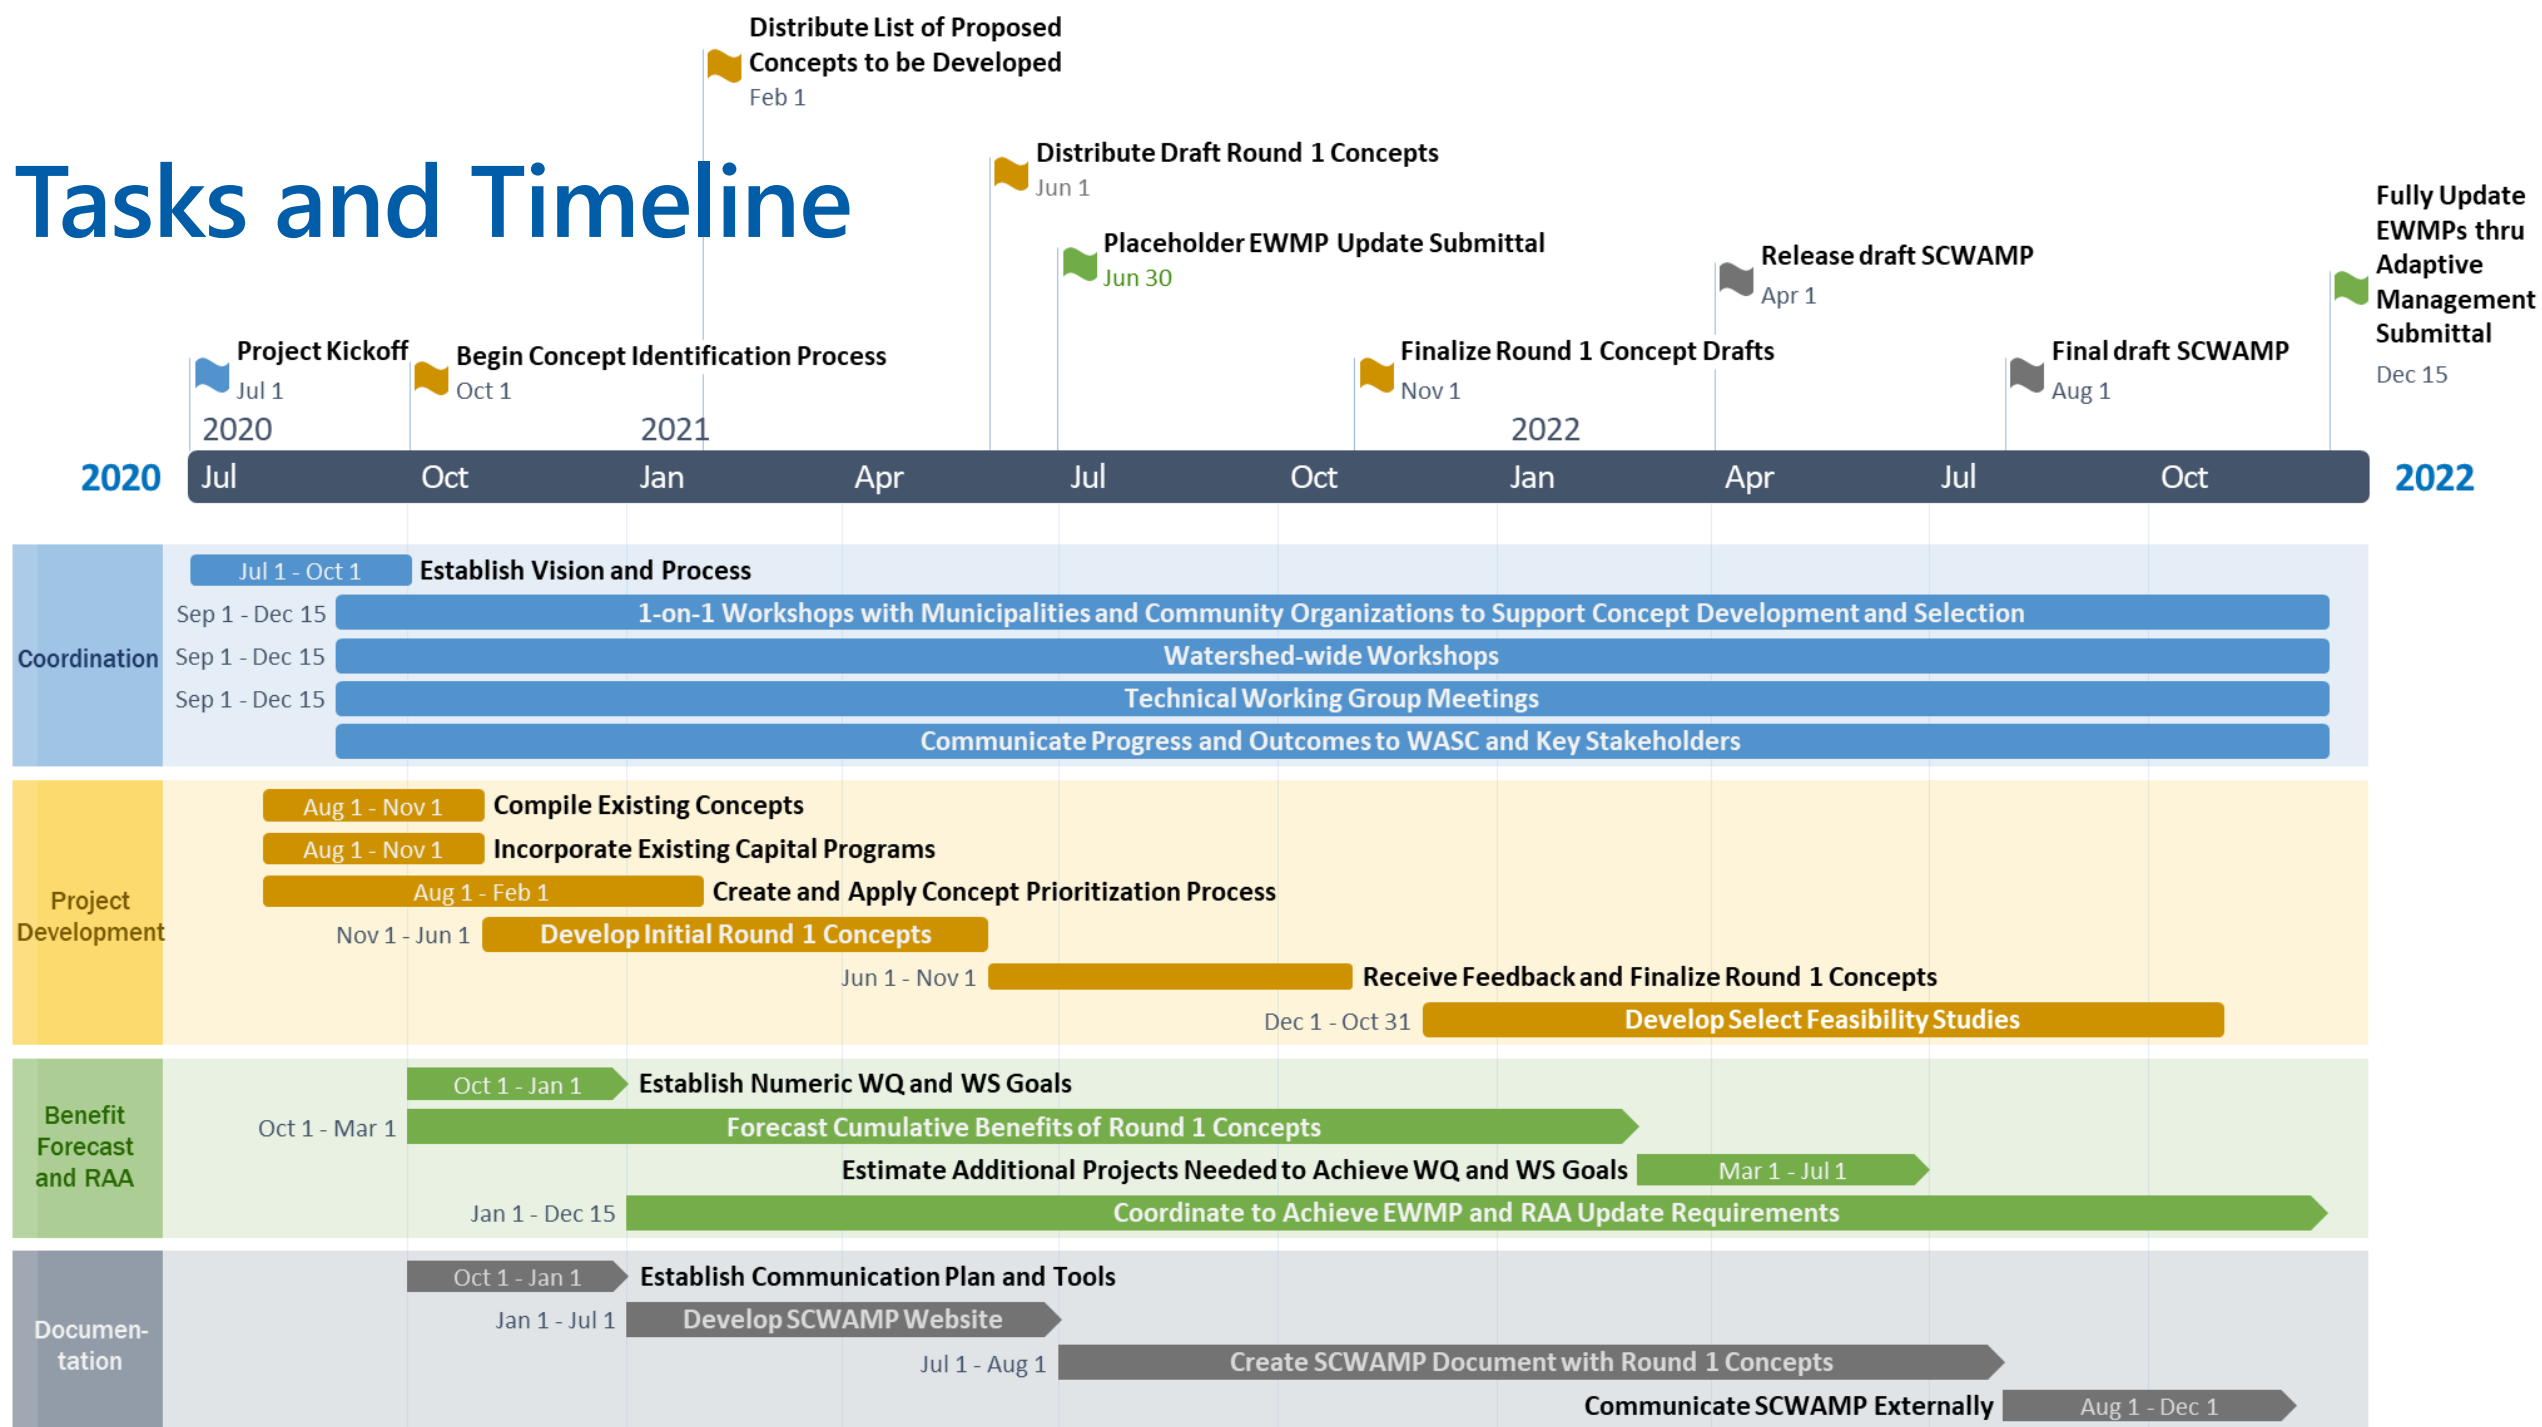 Distribute List of Proposed
Concepts to be Developed
Feb 1
Tasks and Timeline
Distribute Draft Round 1 Concepts
Jun 1
Placeholder EWMP Update Submittal
Jun 30
Release draft SCWAMP
Apr 1
Fully Update
EWMPs thru
Adaptive
Management
Submittal
Dec 15
Project Kickoff
Jul 1
Begin Concept Identification Process
Oct 1
Finalize Round 1 Concept Drafts
Nov 1
Final draft SCWAMP
Aug 1
2020 2021 2022
2020 Jul Oct Jan Apr Jul Oct Jan Apr Jul Oct 2022
Coordination
Jul 1 - Oct 1 Establish Vision and Process
Sep 1 - Dec 15 1-on-1 Workshops with Municipalities and Community Organizations to Support Concept Development and Selection
Sep 1 - Dec 15 Watershed-wide Workshops
Sep 1 - Dec 15 Technical Working Group Meetings
Communicate Progress and Outcomes to WASC and Key Stakeholders
Project
Development
Aug 1 - Nov 1 Compile Existing Concepts
Aug 1 - Nov 1 Incorporate Existing Capital Programs
Aug 1 - Feb 1 Create and Apply Concept Prioritization Process
Nov 1 - Jun 1 Develop Initial Round 1 Concepts
Jun 1 - Nov 1 Receive Feedback and Finalize Round 1 Concepts
Dec 1 - Oct 31 Develop Select Feasibility Studies
Benefit
Forecast
and RAA
Oct 1 - Jan 1 Establish Numeric WQ and WS Goals
Oct 1 - Mar 1 Forecast Cumulative Benefits of Round 1 Concepts
Estimate Additional Projects Needed to Achieve WQ and WS Goals Mar 1 - Jul 1
Jan 1 - Dec 15 Coordinate to Achieve EWMP and RAA Update Requirements
Documen-
tation
Oct 1 - Jan 1 Establish Communication Plan and Tools
Jan 1 - Jul 1 Develop SCWAMP Website
Jul 1 - Aug 1 Create SCWAMP Document with Round 1 Concepts
Communicate SCWAMP Externally Aug 1 - Dec 1